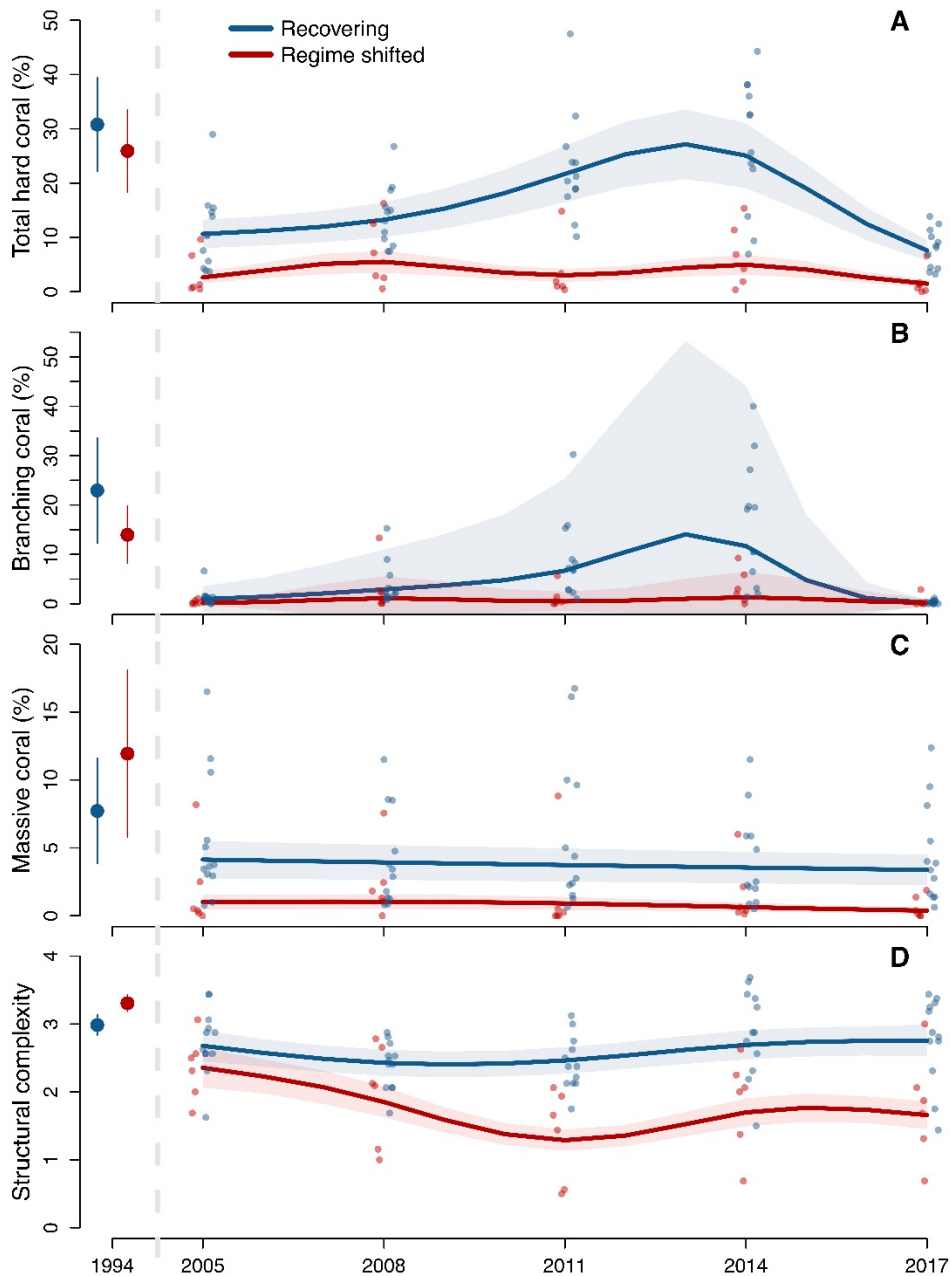 A
Recovering
Regime shifted
Total hard coral (%)
50
40
30
20
10
0
B
Branching coral (%)
50
40
30
20
10
0
C
Massive coral (%)
20
15
10
5
0
D
Structural complexity
4
3
2
1
0
1994 2005 2008 2011 2014 2017